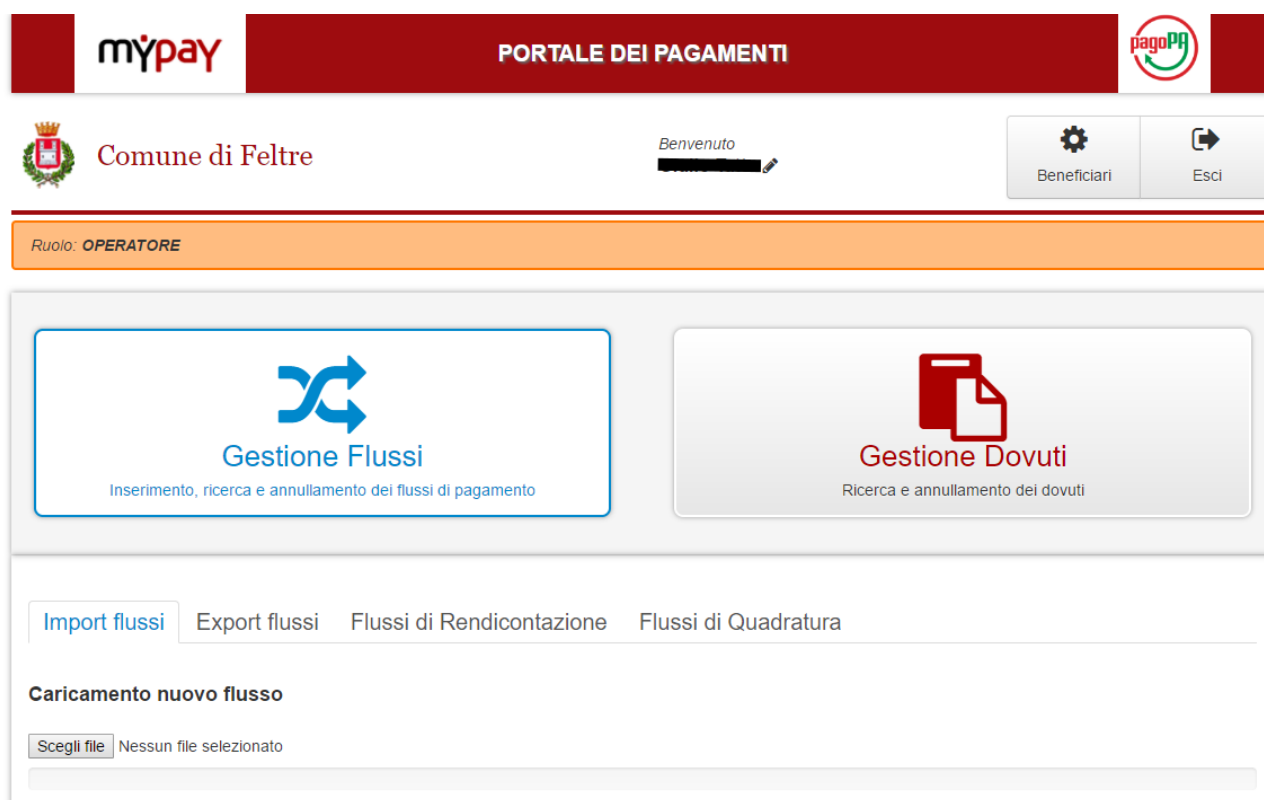 mypay
PORTALE DEI PAGAMENTI
pagoPA
Comune di Feltre
Benvenuto
Beneficiari
Esci
Ruolo: OPERATORE
Gestione Flussi
Inserimento, ricerca e annullamento dei flussi di pagamento
Gestione Dovuti
Ricerca e annullamento dei dovuti
Import flussi Export flussi Flussi di Rendicontazione Flussi di Quadratura
Caricamento nuovo flusso
Scegli file Nessun file selezionato